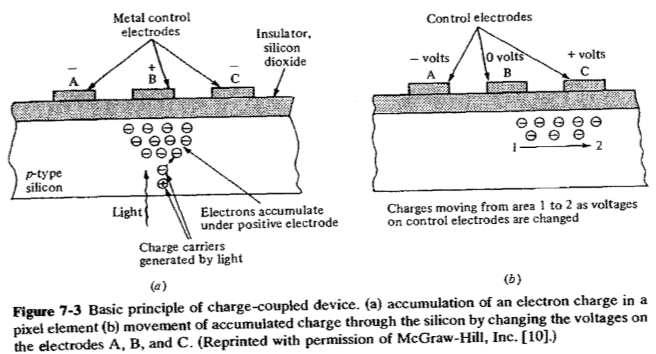 Metal control
electrodes
Insulator,
silicon
dioxide
−
A
+
B
−
C
p-type
silicon
Light
Electrons accumulate
under positive electrode
Charge carriers
generated by light
(a)
Control electrodes
− volts
A
0 volts
B
+ volts
C
1
2
Charges moving from area 1 to 2 as voltages
on control electrodes are changed
(b)
Figure 7-3 Basic principle of charge-coupled device. (a) accumulation of an electron charge in a
pixel element (b) movement of accumulated charge through the silicon by changing the voltages on
the electrodes A, B, and C. (Reprinted with permission of McGraw-Hill, Inc. [10].)